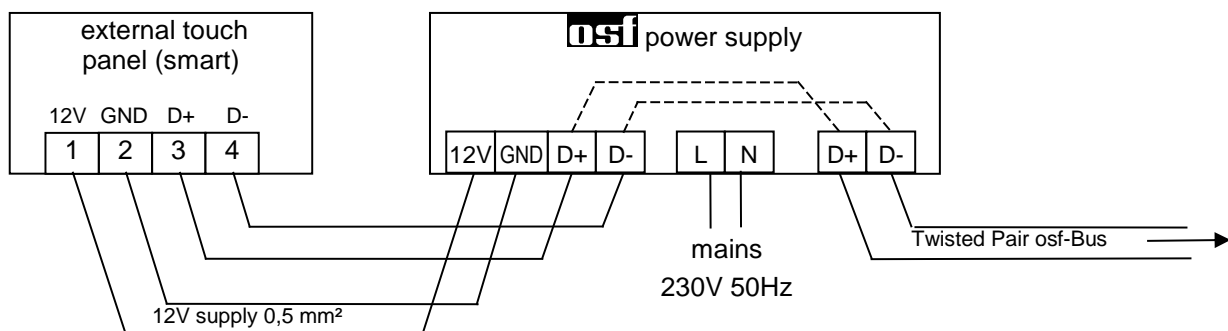 external touch
panel (smart)
12V GND D+ D-
1 2 3 4
osf power supply
12V GND D+ D- L N D+ D-
mains
230V 50Hz
Twisted Pair osf-Bus
12V supply 0,5 mm²